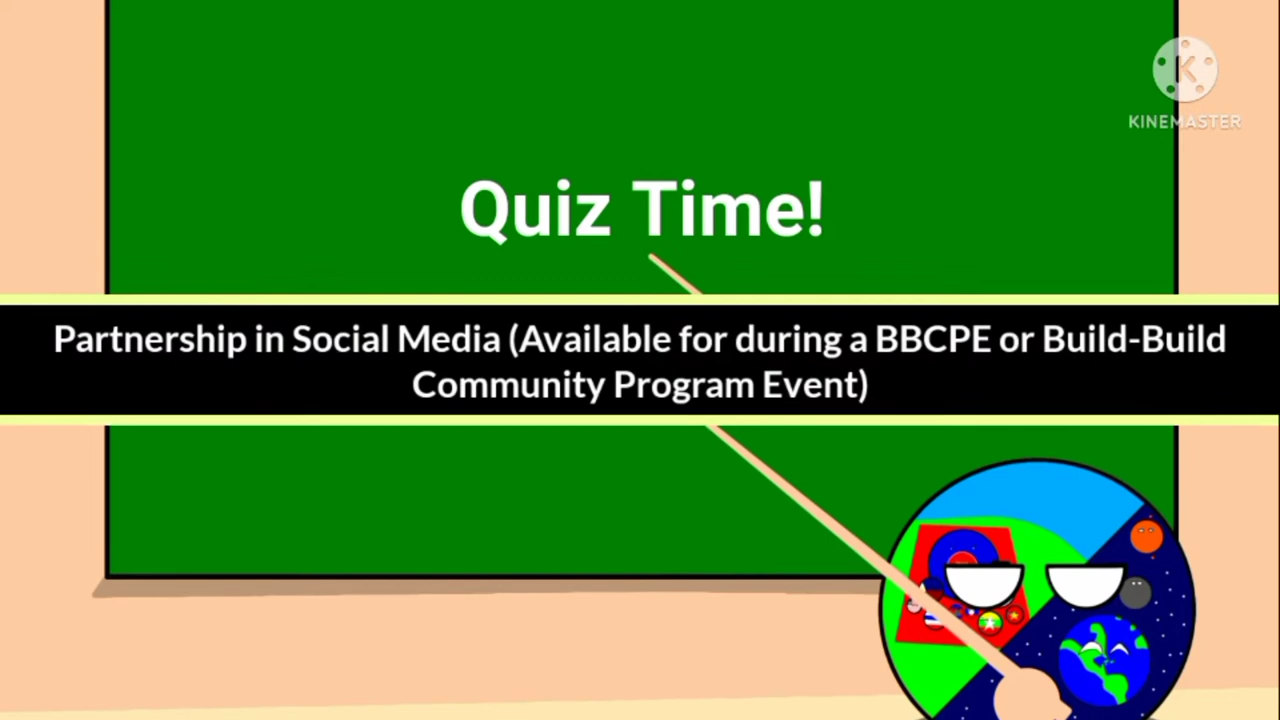 KINEMASTER
Quiz Time!
Partnership in Social Media (Available for during a BBCPE or Build-Build
Community Program Event)